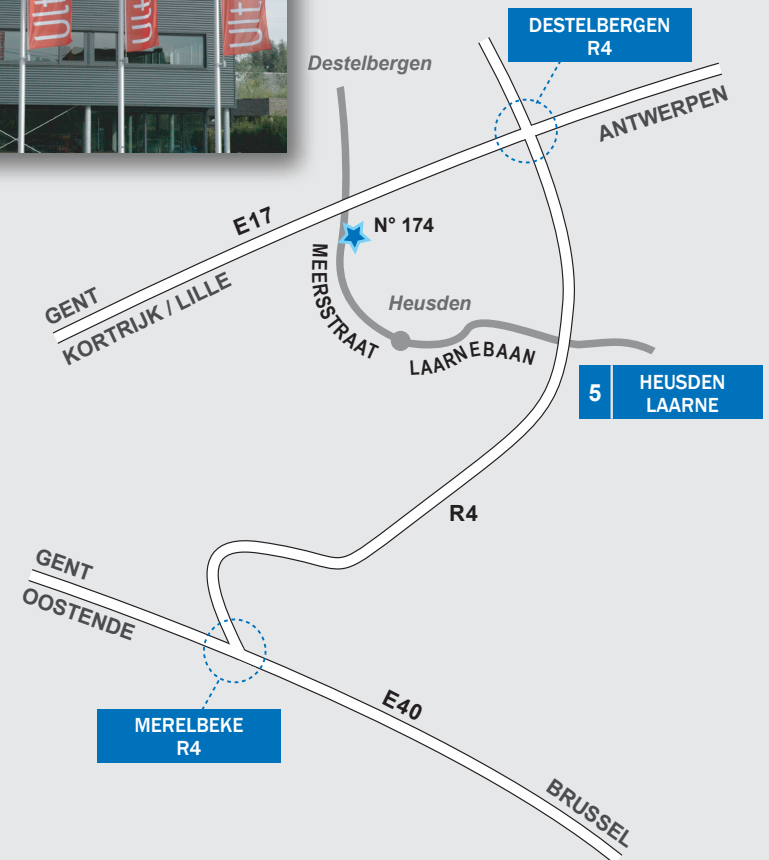 DESTELBERGEN
R4
Destelbergen
ANTWERPEN
E17
N° 174
GENT
KORTRIJK / LILLE
MEERSSTRAAT
Heusden
LAARNEBAAN
5 HEUSDEN
LAARNE
R4
GENT
OOSTENDE
MERELBEKE
R4
E40
BRUSSEL